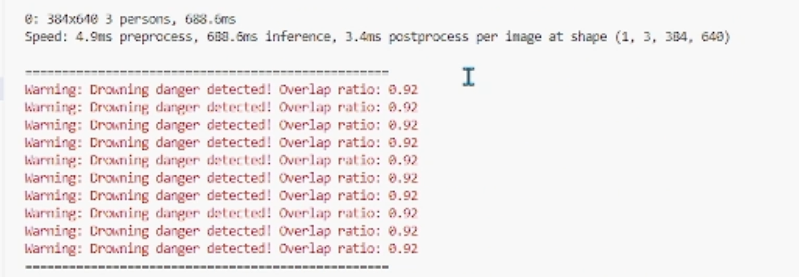 0: 384x640 3 persons, 688.6ms
Speed: 4.9ms preprocess, 688.6ms inference, 3.4ms postprocess per image at shape (1, 3, 384, 640)
==================================================
Warning: Drowning danger detected! Overlap ratio: 0.92
Warning: Drowning danger detected! Overlap ratio: 0.92
Warning: Drowning danger detected! Overlap ratio: 0.92
Warning: Drowning danger detected! Overlap ratio: 0.92
Warning: Drowning danger detected! Overlap ratio: 0.92
Warning: Drowning danger detected! Overlap ratio: 0.92
Warning: Drowning danger detected! Overlap ratio: 0.92
Warning: Drowning danger detected! Overlap ratio: 0.92
Warning: Drowning danger detected! Overlap ratio: 0.92
Warning: Drowning danger detected! Overlap ratio: 0.92
==================================================